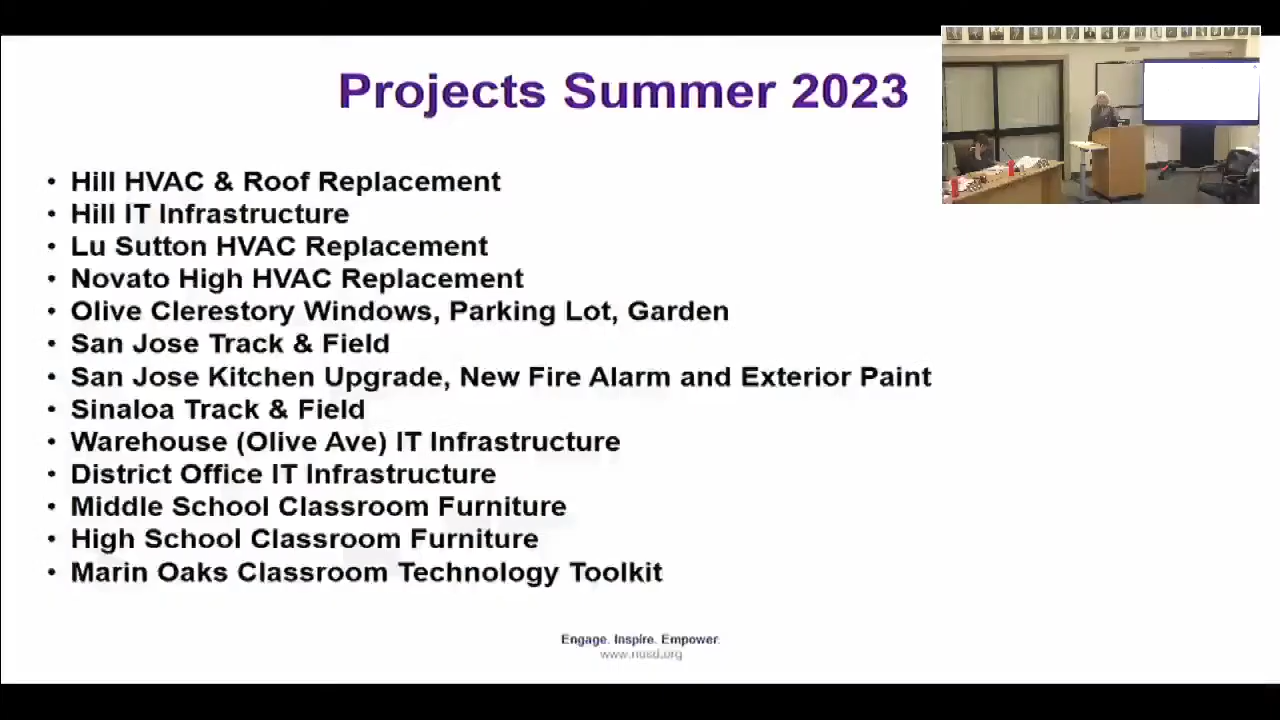 Projects Summer 2023
• Hill HVAC & Roof Replacement
• Hill IT Infrastructure
• Lu Sutton HVAC Replacement
• Novato High HVAC Replacement
• Olive Clerestory Windows, Parking Lot, Garden
• San Jose Track & Field
• San Jose Kitchen Upgrade, New Fire Alarm and Exterior Paint
• Sinaloa Track & Field
• Warehouse (Olive Ave) IT Infrastructure
• District Office IT Infrastructure
• Middle School Classroom Furniture
• High School Classroom Furniture
• Marin Oaks Classroom Technology Toolkit
Engage. Inspire. Empower.
www.nusd.org